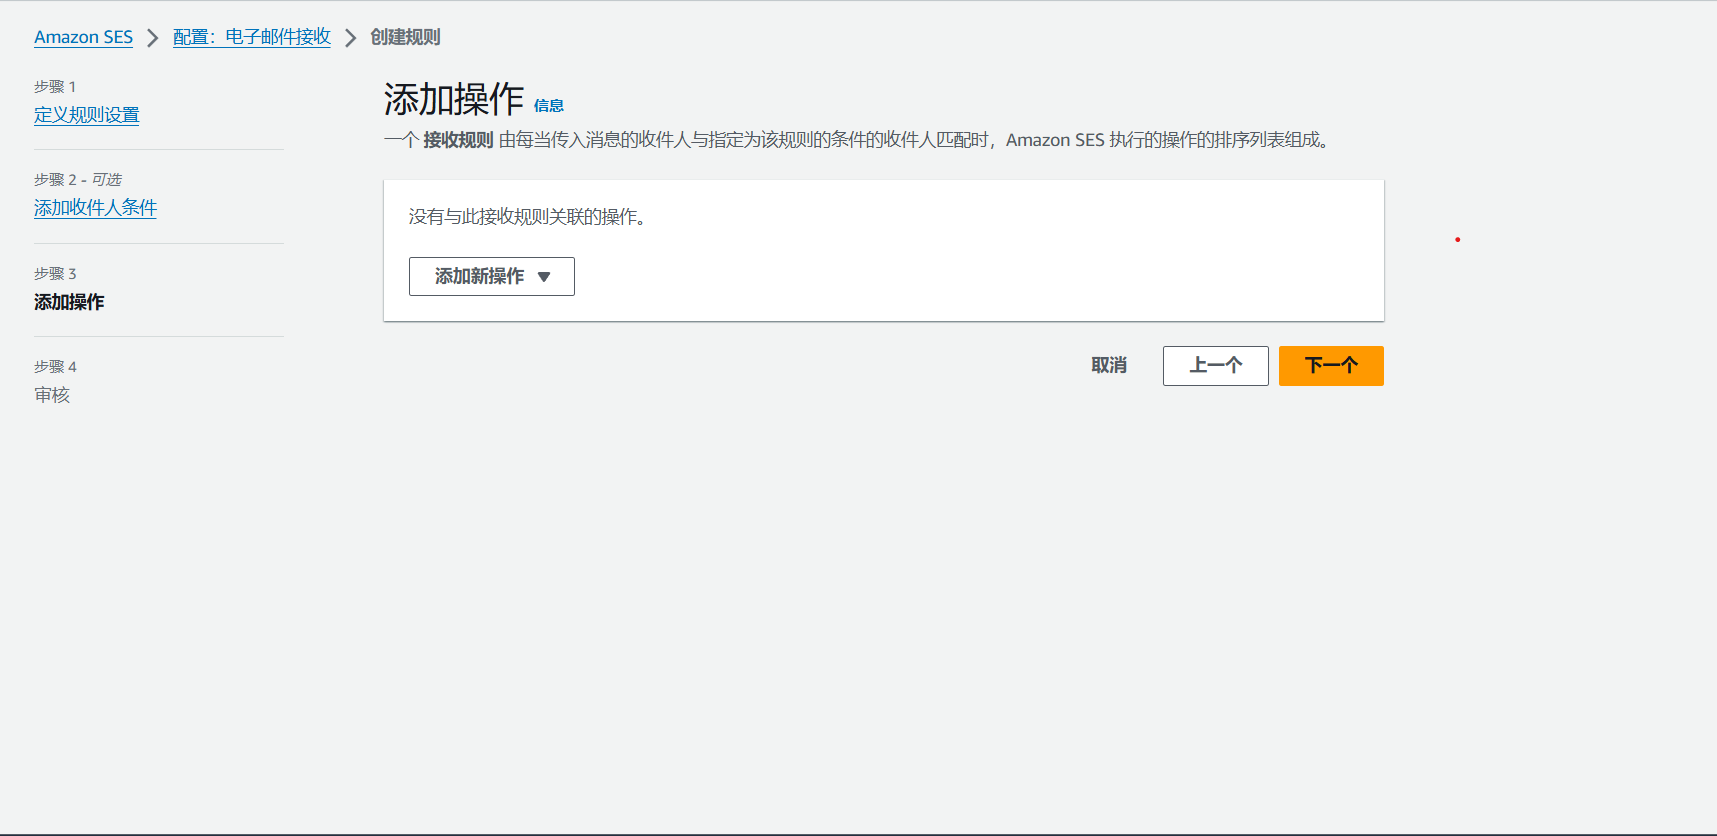 Amazon SES > 配置：电子邮件接收 > 创建规则
步骤 1
定义规则设置
步骤 2 - 可选
添加收件人条件
步骤 3
添加操作
步骤 4
审核
添加操作 信息
一个 接收规则 由每当传入消息的收件人与指定为该规则的条件的收件人匹配时，Amazon SES 执行的操作的排序列表组成。
没有与此接收规则关联的操作。
添加新操作
取消
上一个
下一个